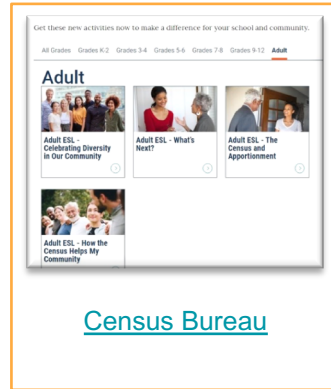 Get these new activities now to make a difference for your school and community.
All Grades Grades K-2 Grades 3-4 Grades 5-6 Grades 7-8 Grades 9-12 Adult
Adult
Adult ESL - Celebrating Diversity in Our Community
Adult ESL - What's Next?
Adult ESL - The Census and Apportionment
Adult ESL - How the Census Helps My Community
Census Bureau